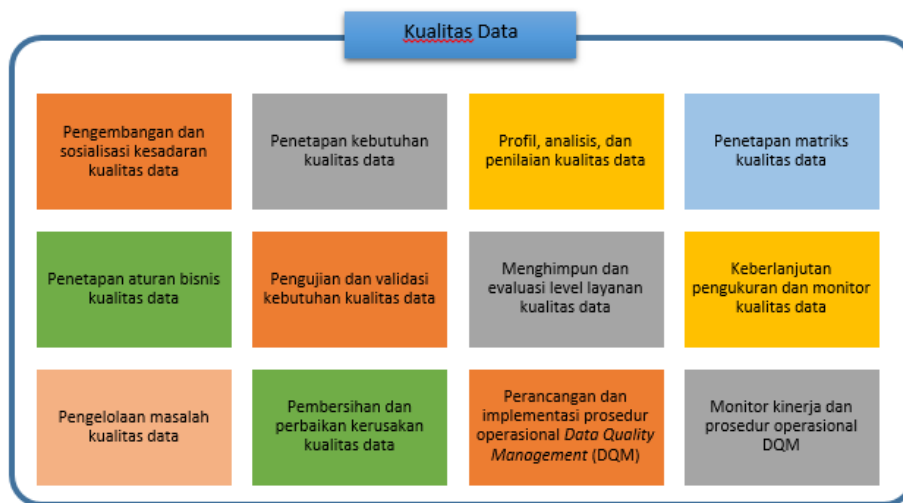 Kualitas Data
Pengembangan dan
sosialisasi kesadaran
kualitas data
Penetapan kebutuhan
kualitas data
Profil, analisis, dan
penilaian kualitas data
Penetapan matriks
kualitas data
Penetapan aturan bisnis
kualitas data
Pengujian dan validasi
kebutuhan kualitas data
Menghimpun dan
evaluasi level layanan
kualitas data
Keberlanjutan
pengukuran dan monitor
kualitas data
Pengelolaan masalah
kualitas data
Pembersihan dan
perbaikan kerusakan
kualitas data
Perancangan dan
implementasi prosedur
operasional Data Quality
Management (DQM)
Monitor kinerja dan
prosedur operasional
DQM